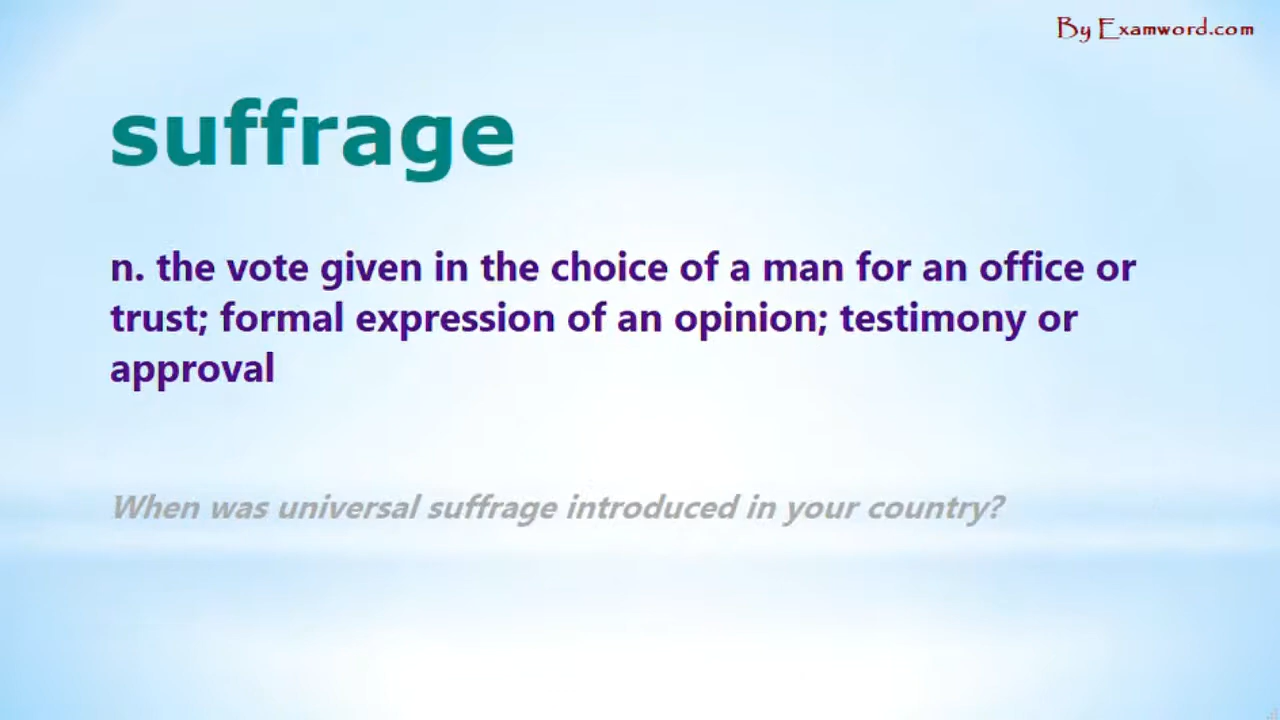 By Examword.com
suffrage
n. the vote given in the choice of a man for an office or
trust; formal expression of an opinion; testimony or
approval
When was universal suffrage introduced in your country?